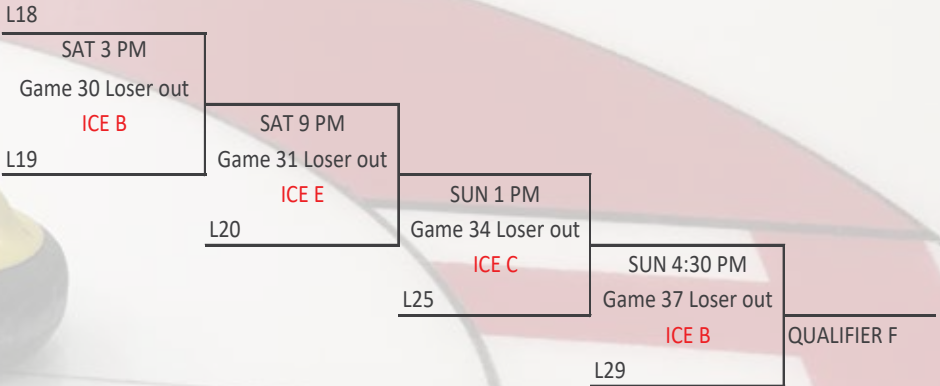 L18
SAT 3 PM
Game 30 Loser out
ICE B
L19
SAT 9 PM
Game 31 Loser out
ICE E
L20
SUN 1 PM
Game 34 Loser out
ICE C
L25
SUN 4:30 PM
Game 37 Loser out
ICE B
L29
QUALIFIER F